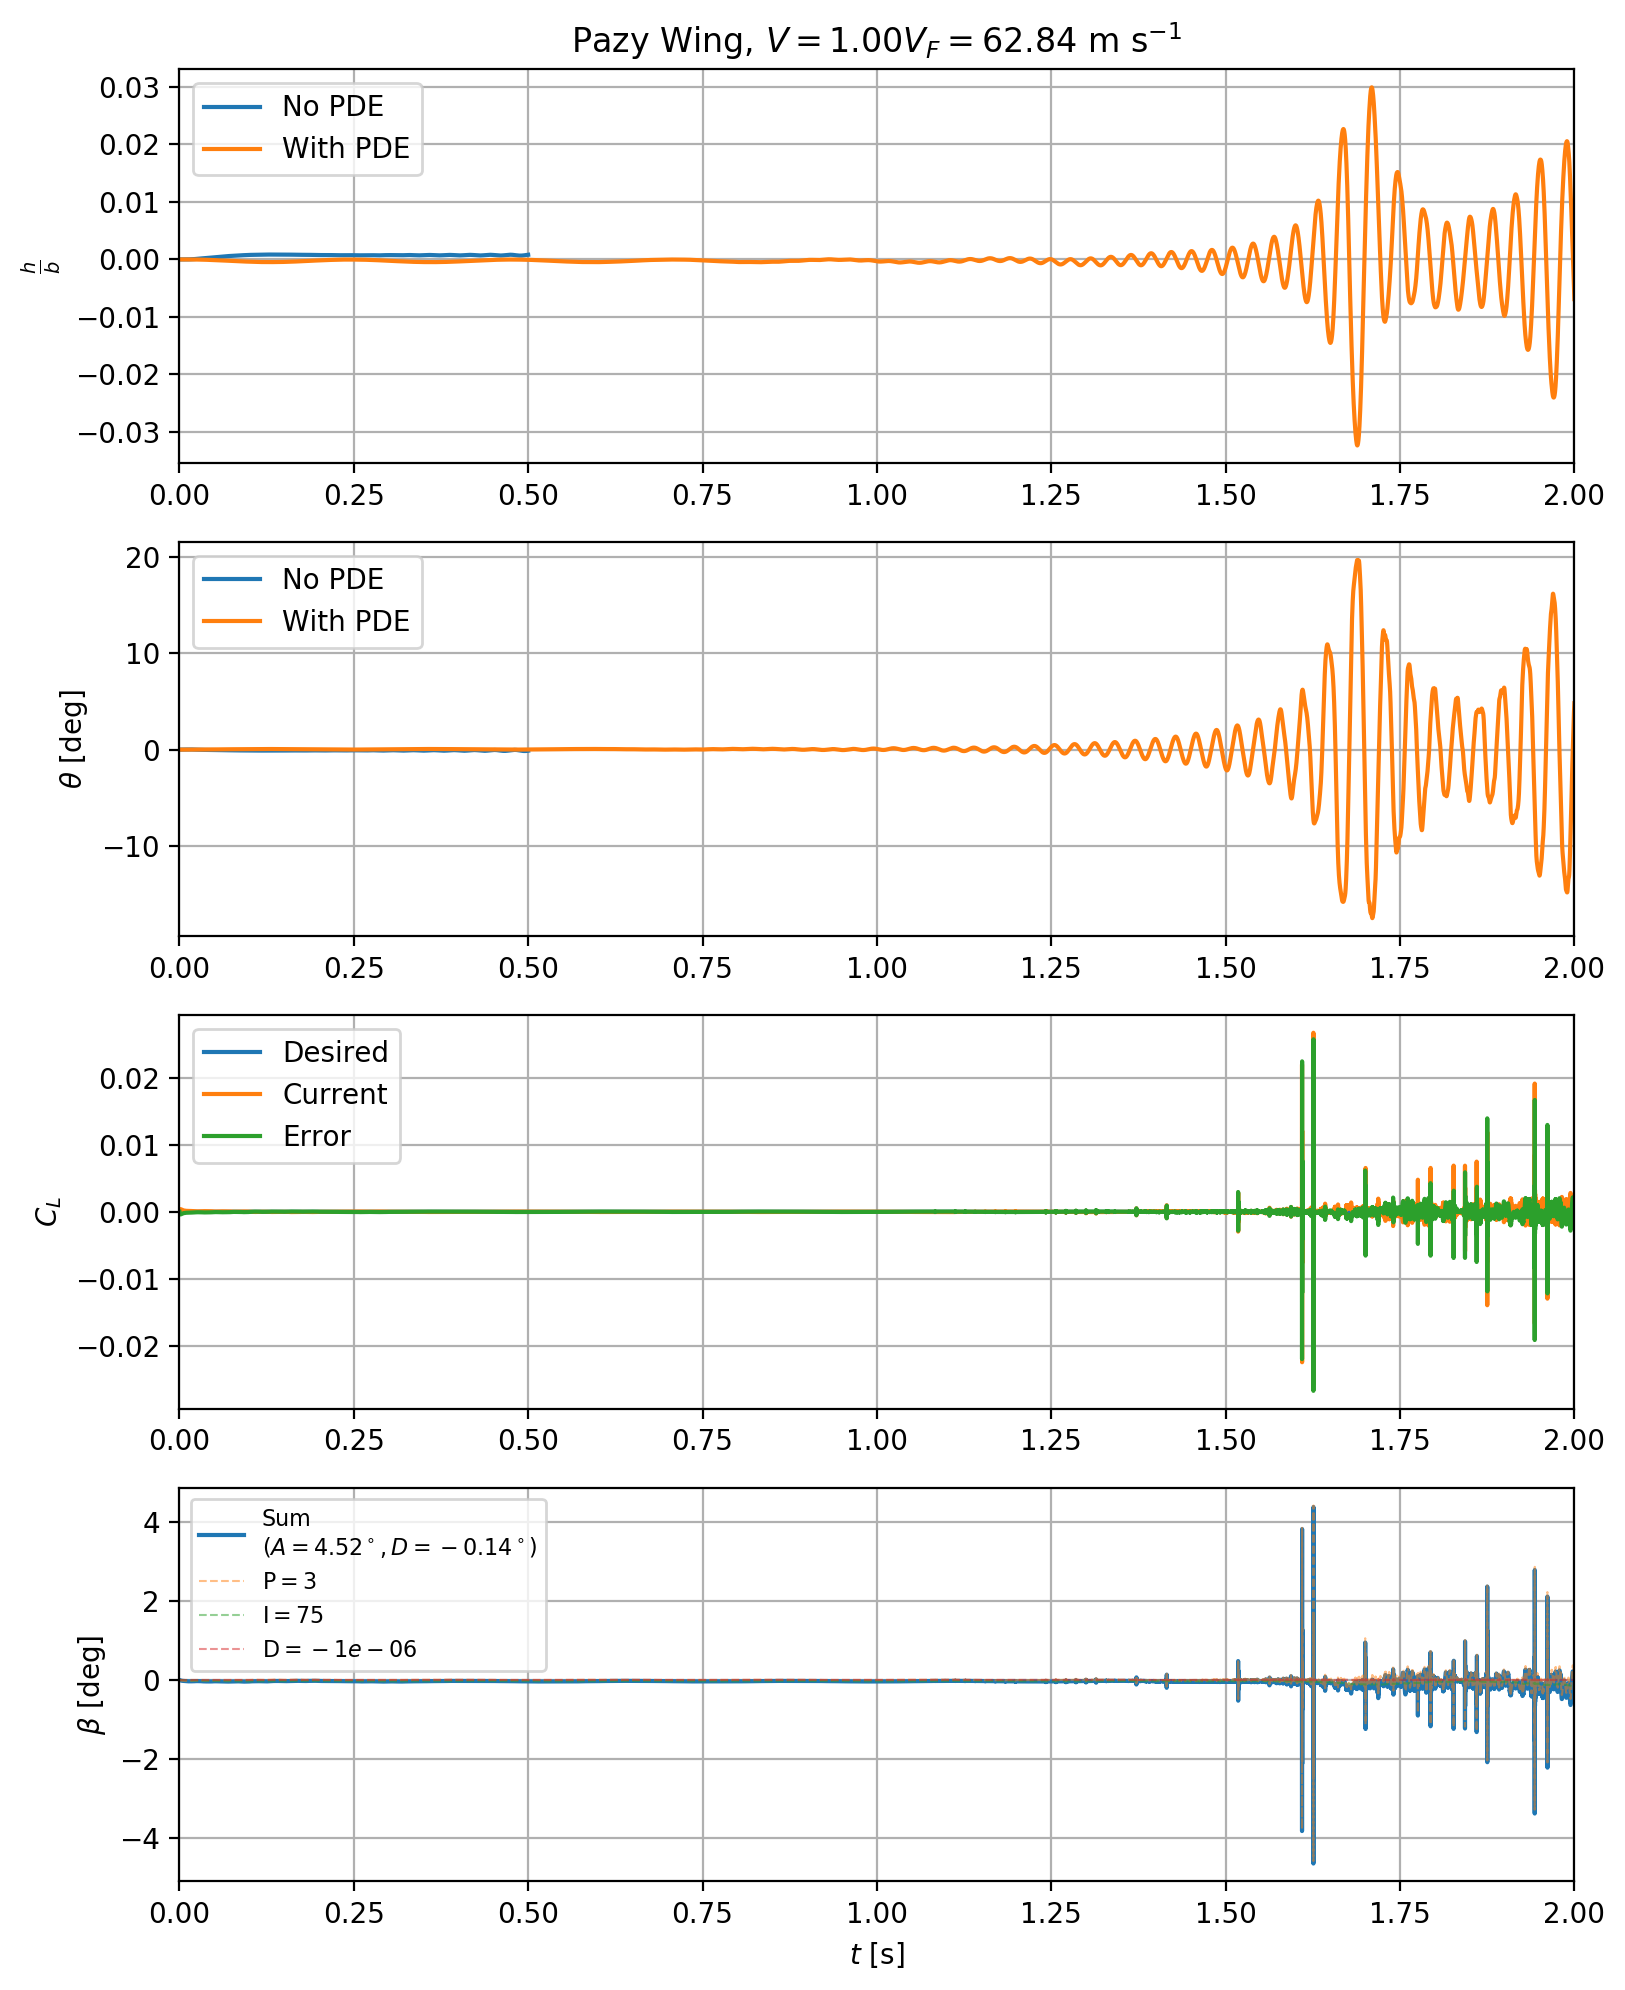 Pazy Wing, V = 1.00V_F = 62.84 m s⁻¹
No PDE
With PDE
0.03
0.02
0.01
0.00
−0.01
−0.02
−0.03
h/b
0.00 0.25 0.50 0.75 1.00 1.25 1.50 1.75 2.00
No PDE
With PDE
20
10
0
−10
θ [deg]
0.00 0.25 0.50 0.75 1.00 1.25 1.50 1.75 2.00
Desired
Current
Error
0.02
0.01
0.00
−0.01
−0.02
C_L
0.00 0.25 0.50 0.75 1.00 1.25 1.50 1.75 2.00
Sum
(A = 4.52°, D = −0.14°)
P = 3
I = 75
D = −1e − 06
4
2
0
−2
−4
β [deg]
0.00 0.25 0.50 0.75 1.00 1.25 1.50 1.75 2.00
t [s]